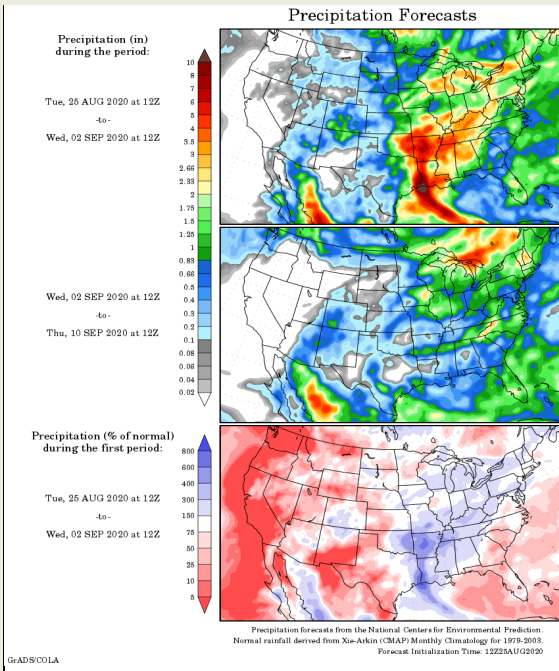 Precipitation Forecasts
Precipitation (in)
during the period:
Tue, 25 AUG 2020 at 12Z
-to-
Wed, 02 SEP 2020 at 12Z
10
8
7
6
5
4
3.5
3
2.66
2.33
2
1.75
1.5
1.25
1
0.83
0.66
0.5
0.4
0.3
0.2
0.1
0.08
0.06
0.04
0.02
Wed, 02 SEP 2020 at 12Z
-to-
Thu, 10 SEP 2020 at 12Z
Precipitation (% of normal)
during the first period:
Tue, 25 AUG 2020 at 12Z
-to-
Wed, 02 SEP 2020 at 12Z
800
600
400
300
150
75
50
25
10
5
Precipitation forecasts from the National Centers for Environmental Prediction.
Normal rainfall derived from Xie-Arkin (CMAP) Monthly Climatology for 1979-2003.
Forecast Initialization Time: 12Z25AUG2020
GrADS/COLA